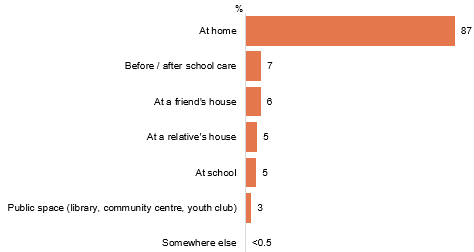 %
At home 87
Before / after school care 7
At a friend's house 6
At a relative's house 5
At school 5
Public space (library, community centre, youth club) 3
Somewhere else <0.5